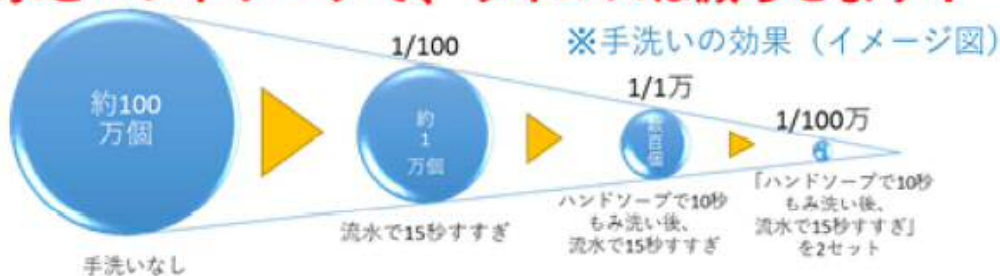 ※手洗いの効果（イメージ図）
約100
万個
手洗いなし
1/100
約
1
万個
流水で15秒すすぎ
1/1万
数百個
ハンドソープで10秒
もみ洗い後、
流水で15秒すすぎ
1/100万
「ハンドソープで10秒
もみ洗い後、
流水で15秒すすぎ」
を2セット